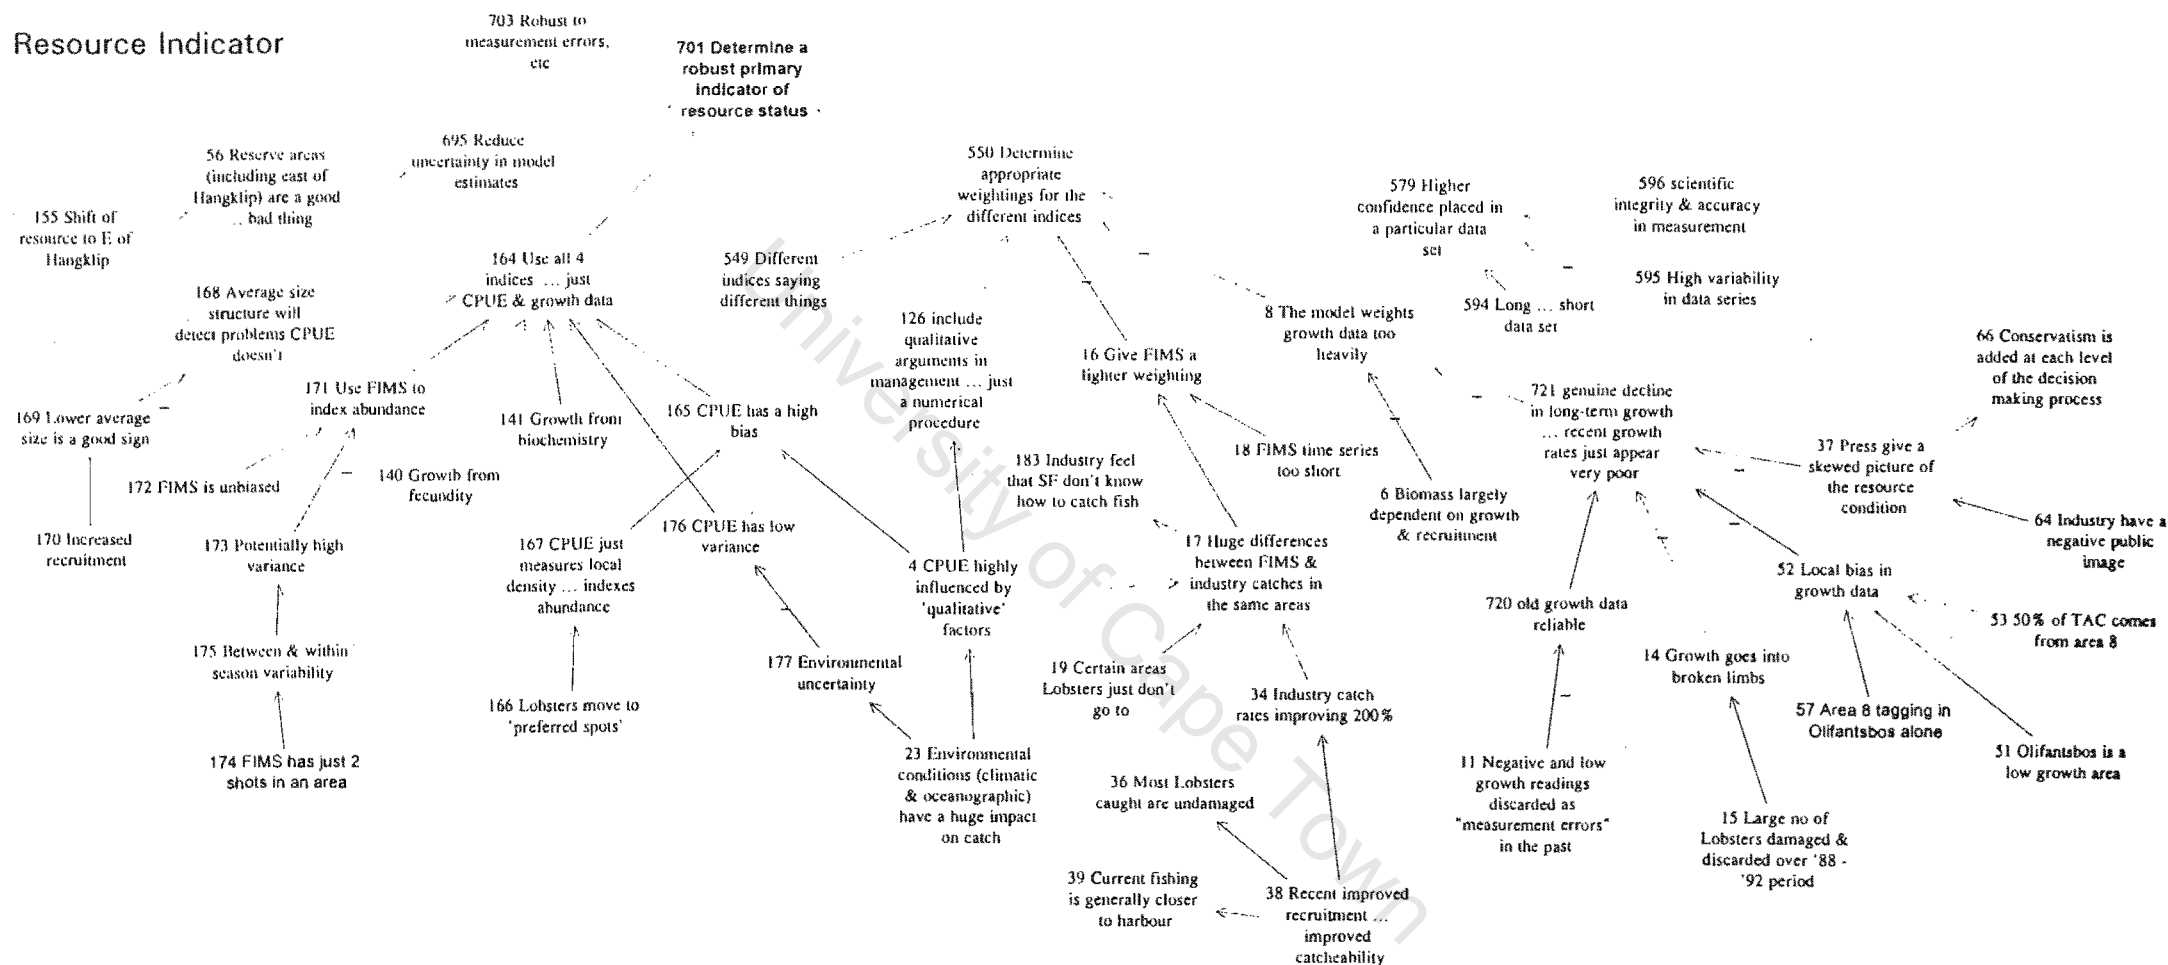 Resource Indicator
703 Robust to
measurement errors,
etc
701 Determine a
robust primary
indicator of
resource status
695 Reduce
uncertainty in model
estimates
56 Reserve areas
(including east of
Hangklip) are a good
... bad thing
155 Shift of
resource to E of
Hangklip
550 Determine
appropriate
weightings for the
different indices
579 Higher
confidence placed in
a particular data
set
596 scientific
integrity & accuracy
in measurement
164 Use all 4
indices ... just
CPUE & growth data
549 Different
indices saying
different things
595 High variability
in data series
168 Average size
structure will
detect problems CPUE
doesn't
594 Long ... short
data set
8 The model weights
growth data too
heavily
126 include
qualitative
arguments in
management ... just
a numerical
procedure
16 Give FIMS a
lighter weighting
66 Conservatism is
added at each level
of the decision
making process
171 Use FIMS to
index abundance
721 genuine decline
in long-term growth
... recent growth
rates just appear
very poor
169 Lower average
size is a good sign
141 Growth from
biochemistry
165 CPUE has a high
bias
37 Press give a
skewed picture of
the resource
condition
18 FIMS time series
too short
183 Industry feel
that SF don't know
how to catch fish
172 FIMS is unbiased
140 Growth from
fecundity
6 Biomass largely
dependent on growth
& recruitment
64 Industry have a
negative public
image
170 Increased
recruitment
173 Potentially high
variance
167 CPUE just
measures local
density ... indexes
abundance
176 CPUE has low
variance
4 CPUE highly
influenced by
'qualitative'
factors
17 Huge differences
between FIMS &
industry catches in
the same areas
52 Local bias in
growth data
720 old growth data
reliable
53 50% of TAC comes
from area 8
175 Between & within
season variability
177 Environmental
uncertainty
19 Certain areas
Lobsters just don't
go to
14 Growth goes into
broken limbs
34 Industry catch
rates improving 200%
166 Lobsters move to
'preferred spots'
57 Area 8 tagging in
Olifantsbos alone
174 FIMS has just 2
shots in an area
23 Environmental
conditions (climatic
& oceanographic)
have a huge impact
on catch
36 Most Lobsters
caught are undamaged
11 Negative and low
growth readings
discarded as
"measurement errors"
in the past
51 Olifantsbos is a
low growth area
15 Large no of
Lobsters damaged &
discarded over '88 -
'92 period
39 Current fishing
is generally closer
to harbour
38 Recent improved
recruitment ...
improved
catcheability
University of Cape Town